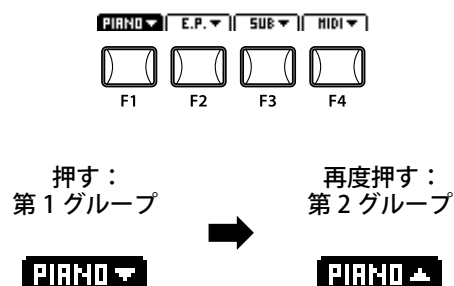 PIANO▼ E.P.▼ SUB▼ MIDI▼
F1 F2 F3 F4
押す： 再度押す：
第 1 グループ 第 2 グループ
PIANO▼ PIANO▲